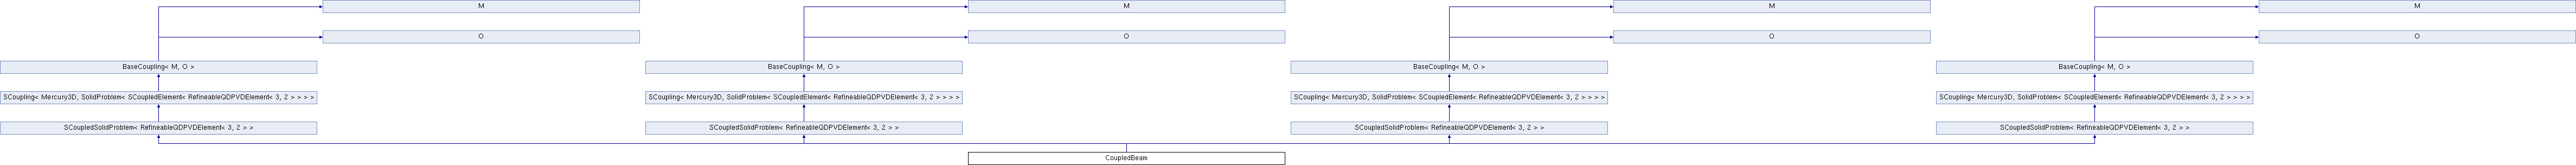 M M M M
O O O O
BaseCoupling< M, O > BaseCoupling< M, O > BaseCoupling< M, O > BaseCoupling< M, O >
SCoupling< Mercury3D, SolidProblem< SCoupledElement< RefineableQDPVDElement< 3, 2 > > > > SCoupling< Mercury3D, SolidProblem< SCoupledElement< RefineableQDPVDElement< 3, 2 > > > > SCoupling< Mercury3D, SolidProblem< SCoupledElement< RefineableQDPVDElement< 3, 2 > > > > SCoupling< Mercury3D, SolidProblem< SCoupledElement< RefineableQDPVDElement< 3, 2 > > > >
SCoupledSolidProblem< RefineableQDPVDElement< 3, 2 > > SCoupledSolidProblem< RefineableQDPVDElement< 3, 2 > > SCoupledSolidProblem< RefineableQDPVDElement< 3, 2 > > SCoupledSolidProblem< RefineableQDPVDElement< 3, 2 > >
CoupledBeam